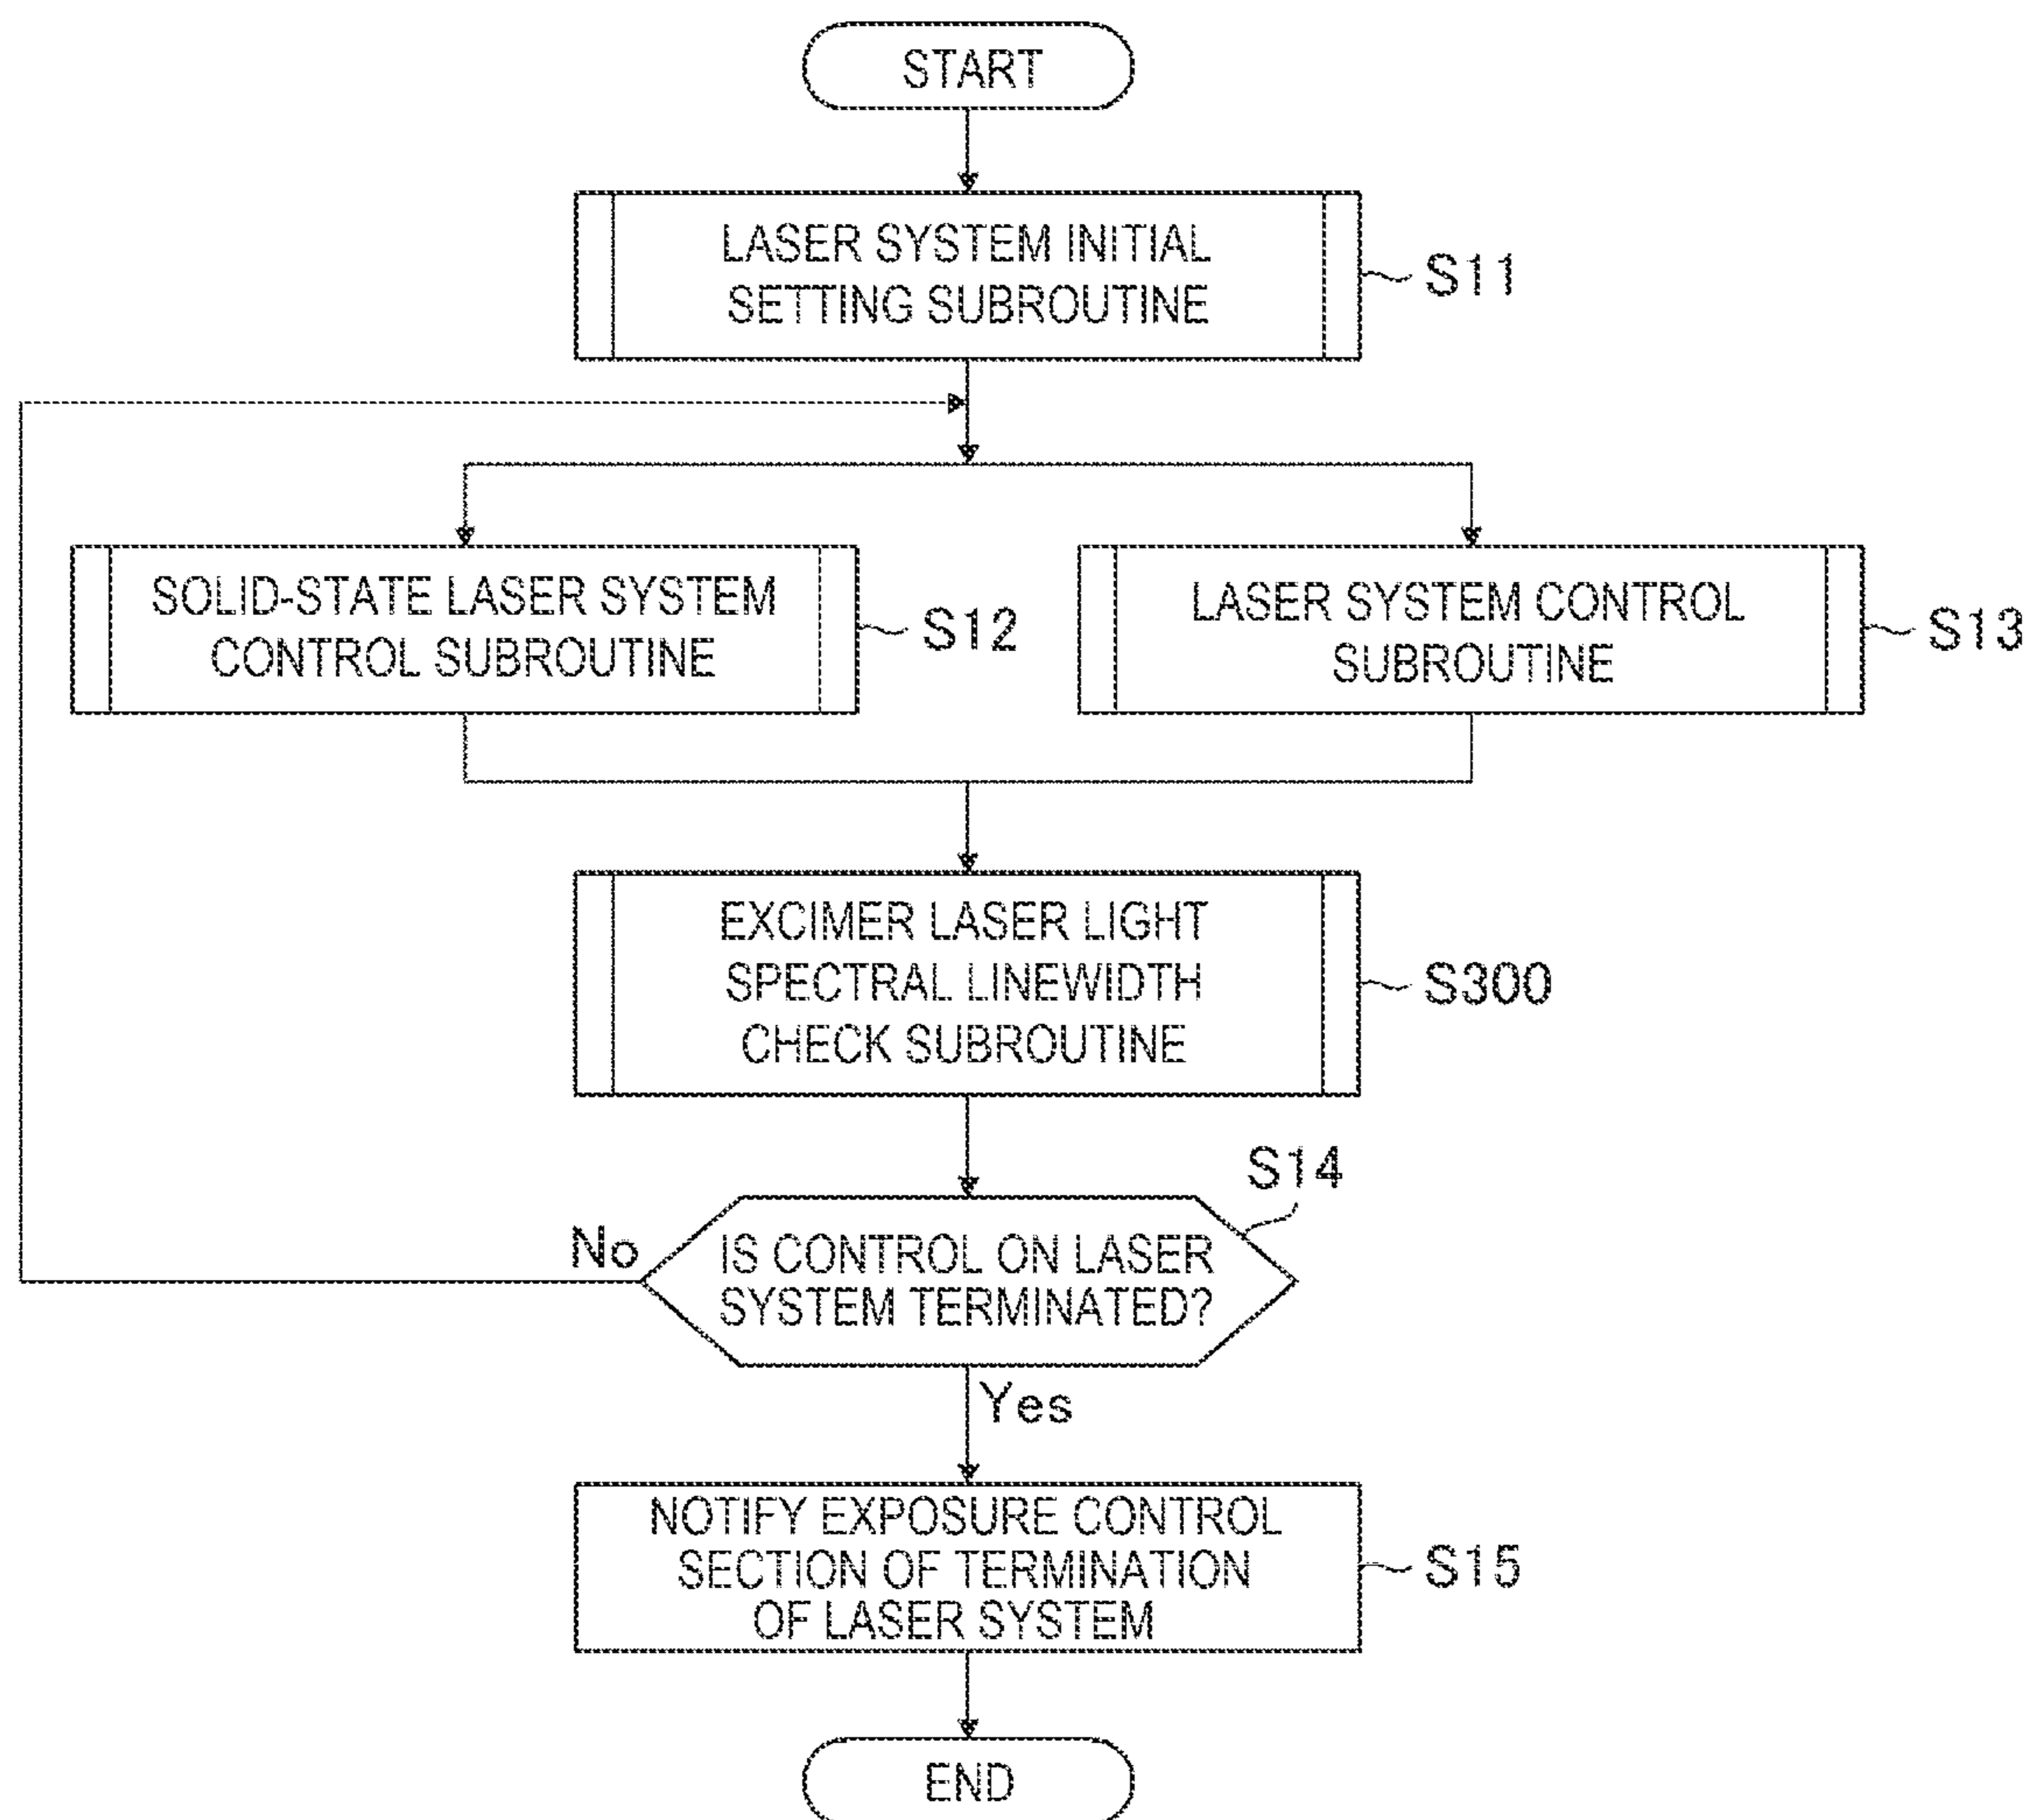 START
LASER SYSTEM INITIAL
SETTING SUBROUTINE
S11
SOLID-STATE LASER SYSTEM
CONTROL SUBROUTINE
S12
LASER SYSTEM CONTROL
SUBROUTINE
S13
EXCIMER LASER LIGHT
SPECTRAL LINEWIDTH
CHECK SUBROUTINE
S300
S14
No
IS CONTROL ON LASER
SYSTEM TERMINATED?
Yes
NOTIFY EXPOSURE CONTROL
SECTION OF TERMINATION
OF LASER SYSTEM
S15
END